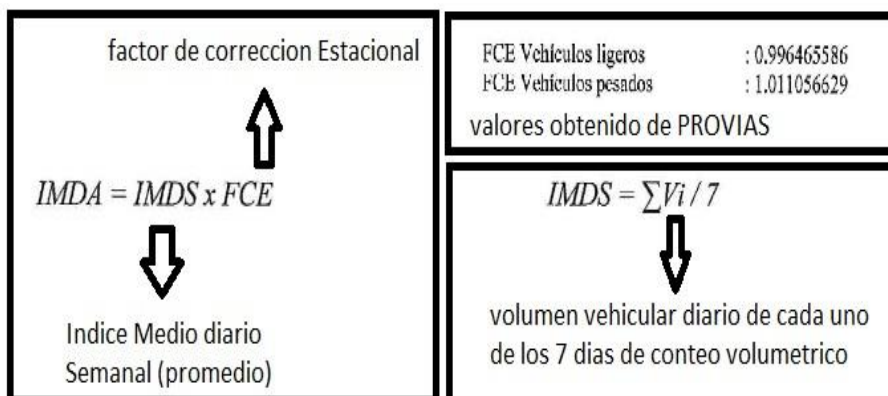 factor de correccion Estacional
IMDA = IMDS x FCE
Indice Medio diario
Semanal (promedio)
FCE Vehículos ligeros : 0.996465586
FCE Vehículos pesados : 1.011056629
valores obtenido de PROVIAS
IMDS = ∑Vi / 7
volumen vehicular diario de cada uno
de los 7 dias de conteo volumetrico